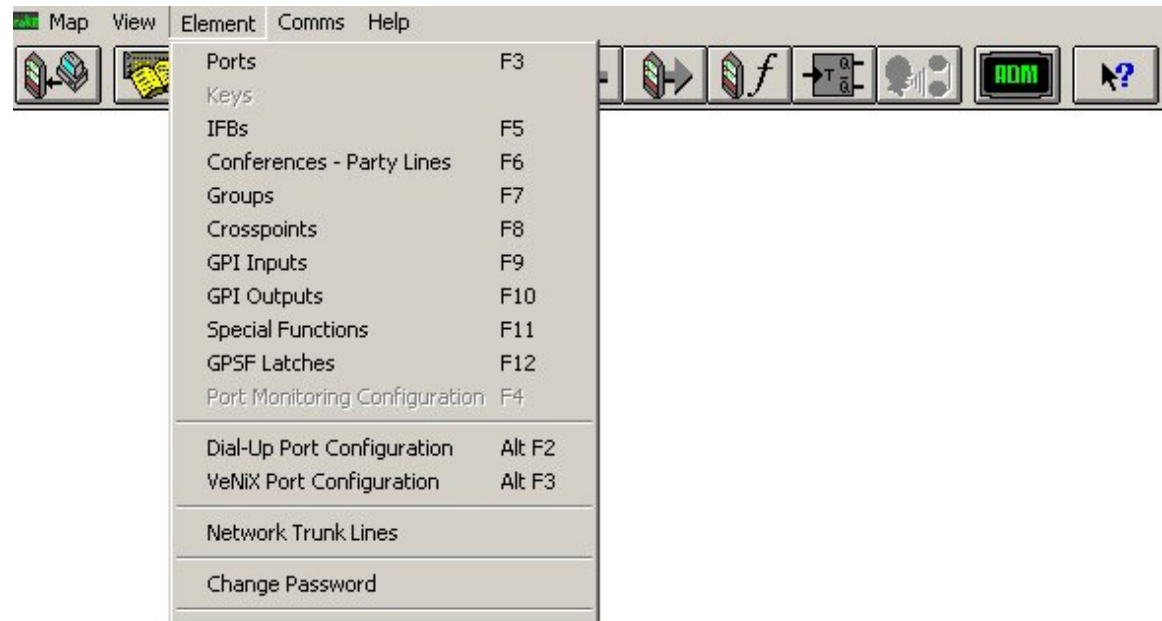 Map View Element Comms Help
ADM ?
Ports F3
Keys
IFBs F5
Conferences - Party Lines F6
Groups F7
Crosspoints F8
GPI Inputs F9
GPI Outputs F10
Special Functions F11
GPSF Latches F12
Port Monitoring Configuration F4
Dial-Up Port Configuration Alt F2
VeNiX Port Configuration Alt F3
Network Trunk Lines
Change Password